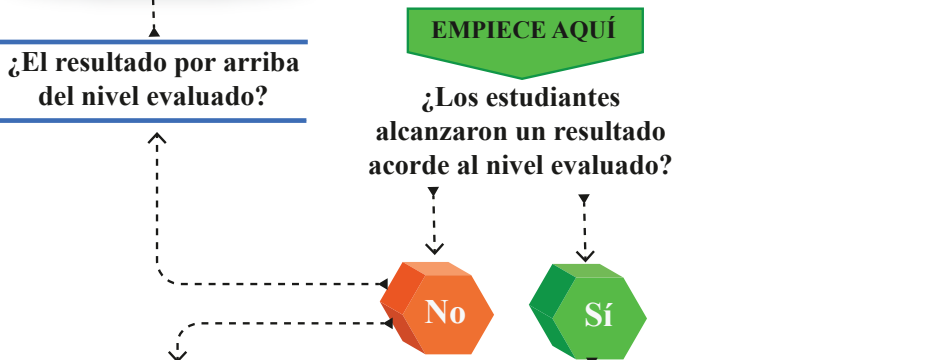 EMPIECE AQUÍ
¿Los estudiantes
alcanzaron un resultado
acorde al nivel evaluado?
¿El resultado por arriba
del nivel evaluado?
No
Sí